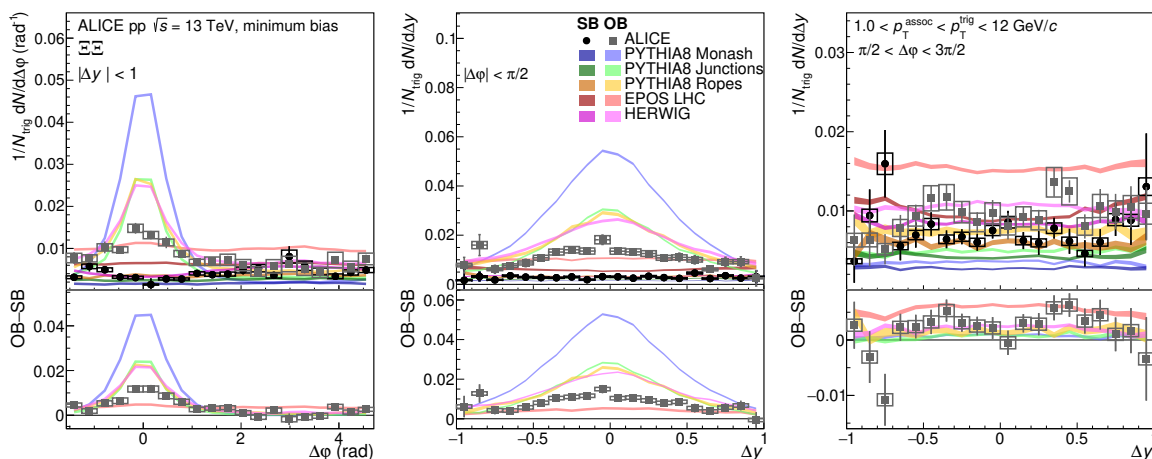 ALICE pp √s = 13 TeV, minimum bias
ΞΞ
|Δy| < 1
1/N_trig dN/dΔφ (rad⁻¹)
0.06
0.05
0.04
0.03
0.02
0.01
0
OB−SB
0.04
0.02
0
0
2
4
Δφ (rad)
1/N_trig dN/dΔy
0.1
0.08
0.06
0.04
0.02
0
|Δφ| < π/2
SB OB
ALICE
PYTHIA8 Monash
PYTHIA8 Junctions
PYTHIA8 Ropes
EPOS LHC
HERWIG
OB−SB
0.06
0.04
0.02
0.00
−1
−0.5
0
0.5
1
Δy
1/N_trig dN/dΔy
0.03
0.02
0.01
1.0 < p_T^assoc < p_T^trig < 12 GeV/c
π/2 < Δφ < 3π/2
OB−SB
0
−0.01
−1
−0.5
0
0.5
1
Δy